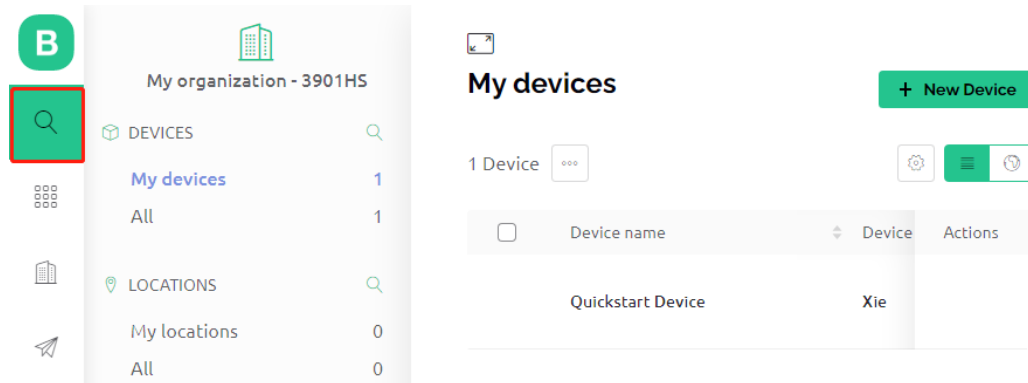 B
My organization - 3901HS
DEVICES
My devices 1
All 1
LOCATIONS
My locations 0
All 0
My devices
+ New Device
1 Device
Device name Device Actions
Quickstart Device Xie